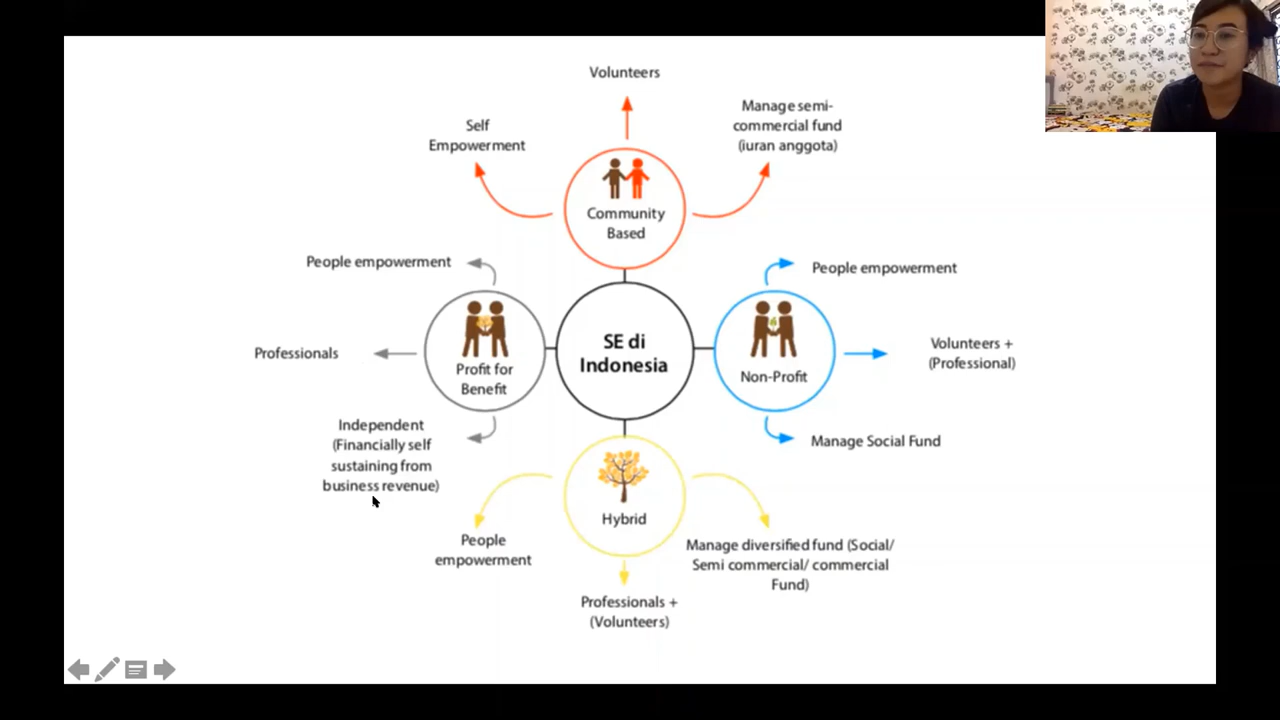 Volunteers
Self
Empowerment
Manage semi-
commercial fund
(iuran anggota)
Community
Based
People empowerment
People empowerment
Professionals
Profit for
Benefit
SE di
Indonesia
Non-Profit
Volunteers +
(Professional)
Independent
(Financially self
sustaining from
business revenue)
Manage Social Fund
Hybrid
People
empowerment
Manage diversified fund (Social/
Semi commercial/ commercial
Fund)
Professionals +
(Volunteers)